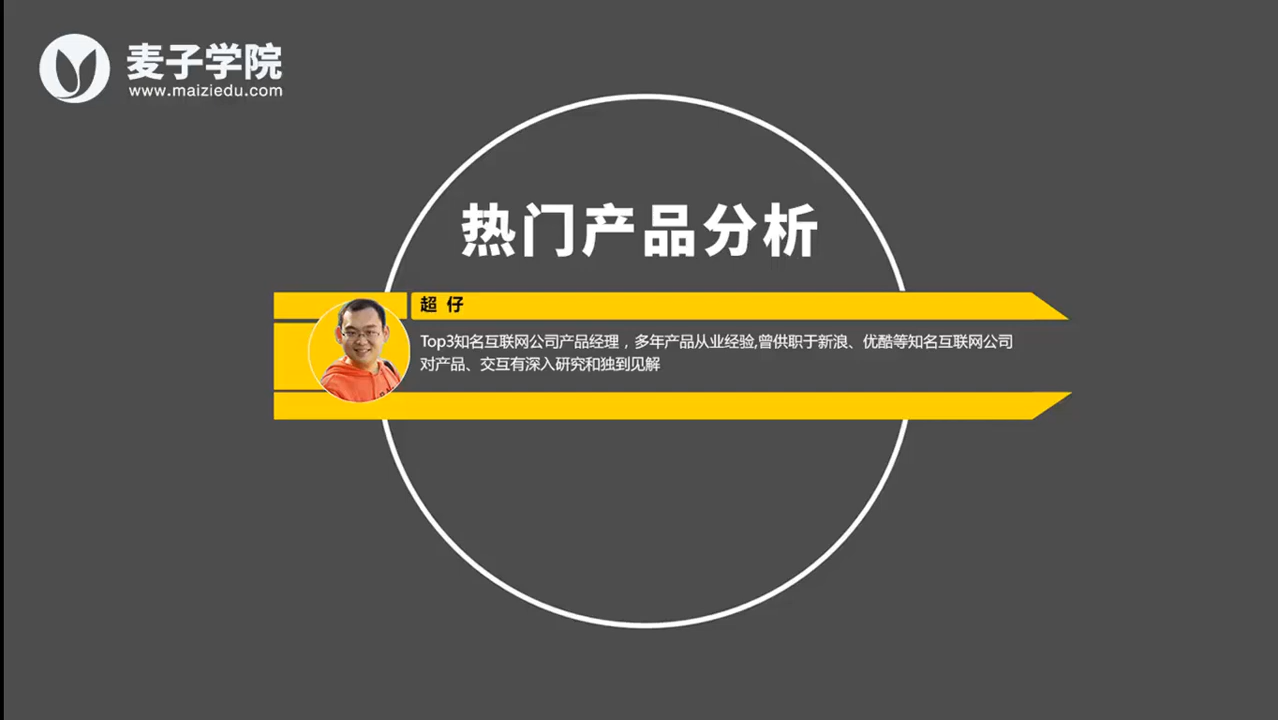 麦子学院
www.maiziedu.com
热门产品分析
超 仔
Top3知名互联网公司产品经理，多年产品从业经验,曾供职于新浪、优酷等知名互联网公司
对产品、交互有深入研究和独到见解